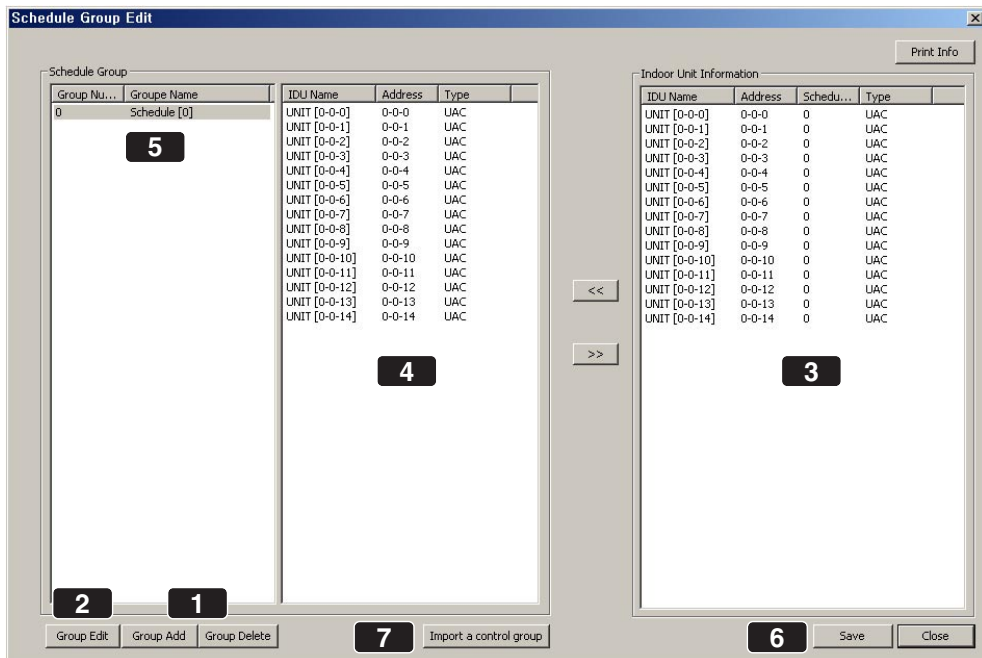 Schedule Group Edit
Print Info
Schedule Group
Group Nu... Groupe Name
0 Schedule [0]
5
IDU Name Address Type
UNIT [0-0-0] 0-0-0 UAC
UNIT [0-0-1] 0-0-1 UAC
UNIT [0-0-2] 0-0-2 UAC
UNIT [0-0-3] 0-0-3 UAC
UNIT [0-0-4] 0-0-4 UAC
UNIT [0-0-5] 0-0-5 UAC
UNIT [0-0-6] 0-0-6 UAC
UNIT [0-0-7] 0-0-7 UAC
UNIT [0-0-8] 0-0-8 UAC
UNIT [0-0-9] 0-0-9 UAC
UNIT [0-0-10] 0-0-10 UAC
UNIT [0-0-11] 0-0-11 UAC
UNIT [0-0-12] 0-0-12 UAC
UNIT [0-0-13] 0-0-13 UAC
UNIT [0-0-14] 0-0-14 UAC
4
<<
>>
Indoor Unit Information
IDU Name Address Schedu... Type
UNIT [0-0-0] 0-0-0 0 UAC
UNIT [0-0-1] 0-0-1 0 UAC
UNIT [0-0-2] 0-0-2 0 UAC
UNIT [0-0-3] 0-0-3 0 UAC
UNIT [0-0-4] 0-0-4 0 UAC
UNIT [0-0-5] 0-0-5 0 UAC
UNIT [0-0-6] 0-0-6 0 UAC
UNIT [0-0-7] 0-0-7 0 UAC
UNIT [0-0-8] 0-0-8 0 UAC
UNIT [0-0-9] 0-0-9 0 UAC
UNIT [0-0-10] 0-0-10 0 UAC
UNIT [0-0-11] 0-0-11 0 UAC
UNIT [0-0-12] 0-0-12 0 UAC
UNIT [0-0-13] 0-0-13 0 UAC
UNIT [0-0-14] 0-0-14 0 UAC
3
2 1
Group Edit Group Add Group Delete 7 Import a control group 6 Save Close